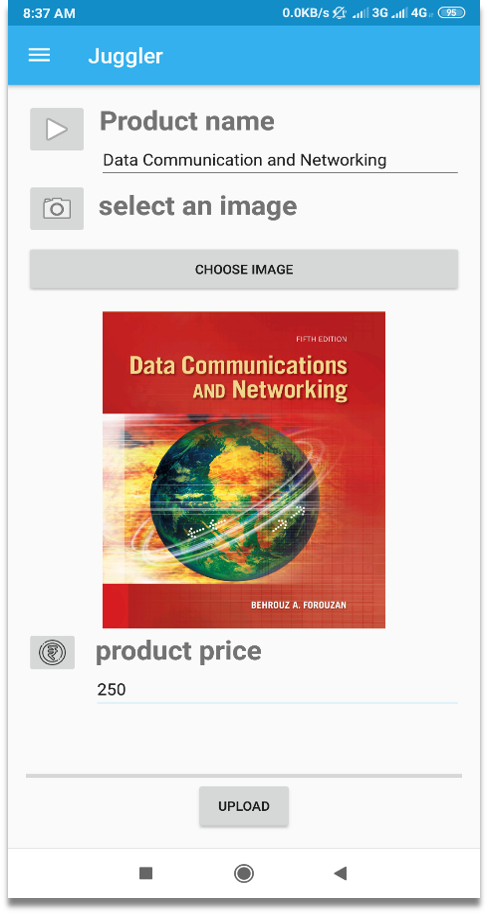 8:37 AM 0.0KB/s 3G 4G 95
Juggler
Product name
Data Communication and Networking
select an image
CHOOSE IMAGE
FIFTH EDITION
Data Communications
AND Networking
BEHROUZ A. FOROUZAN
product price
250
UPLOAD